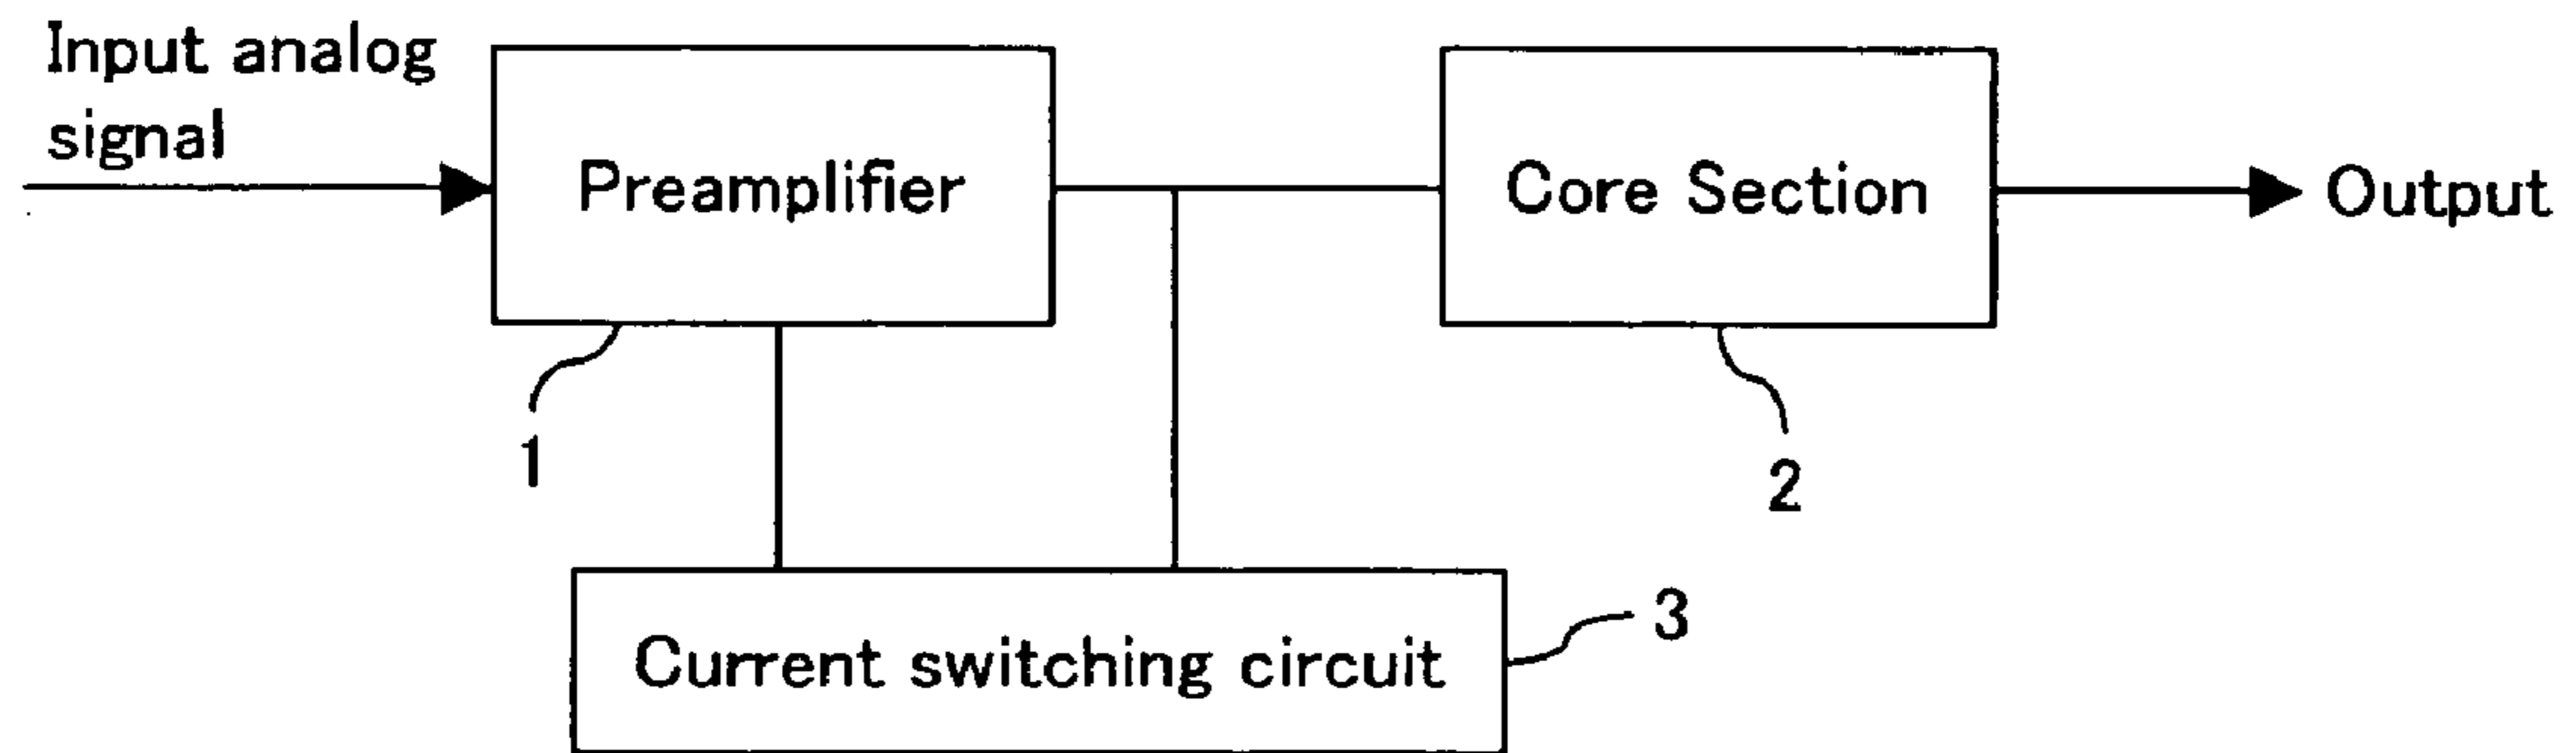 Input analog
signal
Preamplifier
Core Section
Output
1
2
Current switching circuit
3